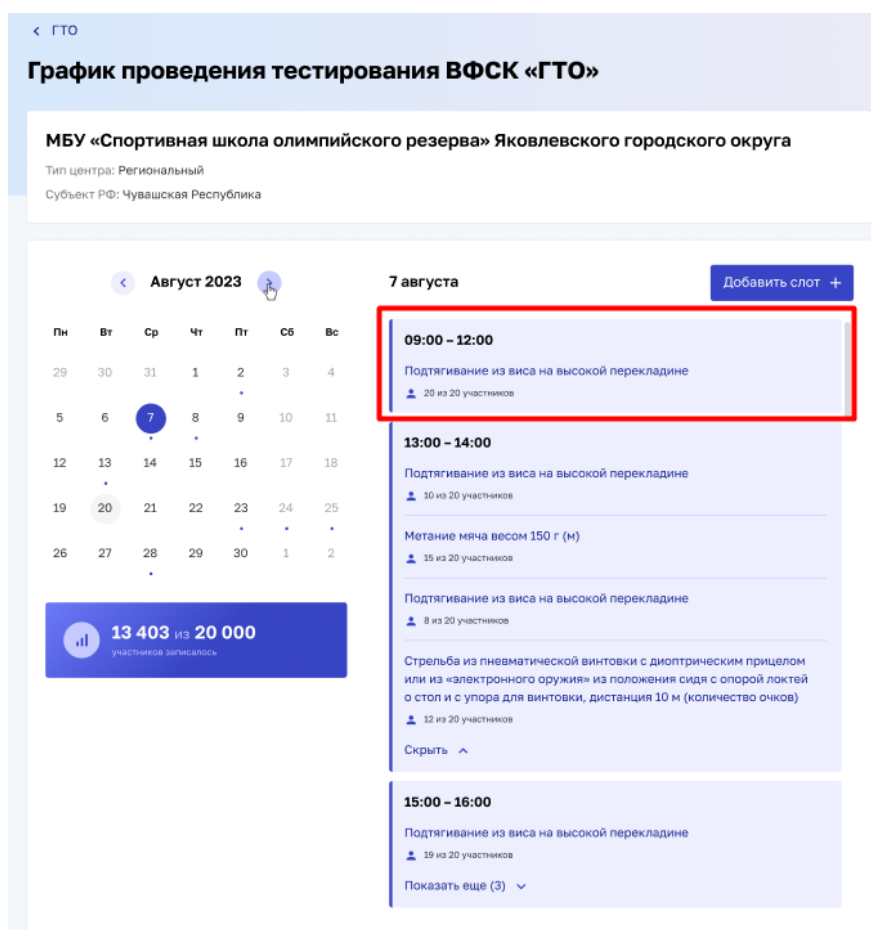 ГТО
График проведения тестирования ВФСК «ГТО»
МБУ «Спортивная школа олимпийского резерва» Яковлевского городского округа
Тип центра: Региональный
Субъект РФ: Чувашская Республика
Август 2023
Пн Вт Ср Чт Пт Сб Вс
29 30 31 1 2 3 4
5 6 7 8 9 10 11
12 13 14 15 16 17 18
19 20 21 22 23 24 25
26 27 28 29 30 1 2
13 403 из 20 000
участников записалось
7 августа
Добавить слот +
09:00 – 12:00
Подтягивание из виса на высокой перекладине
20 из 20 участников
13:00 – 14:00
Подтягивание из виса на высокой перекладине
10 из 20 участников
Метание мяча весом 150 г (м)
15 из 20 участников
Подтягивание из виса на высокой перекладине
8 из 20 участников
Стрельба из пневматической винтовки с диоптрическим прицелом
или из «электронного оружия» из положения сидя с опорой локтей
о стол и с упора для винтовки, дистанция 10 м (количество очков)
12 из 20 участников
Скрыть
15:00 – 16:00
Подтягивание из виса на высокой перекладине
19 из 20 участников
Показать еще (3)